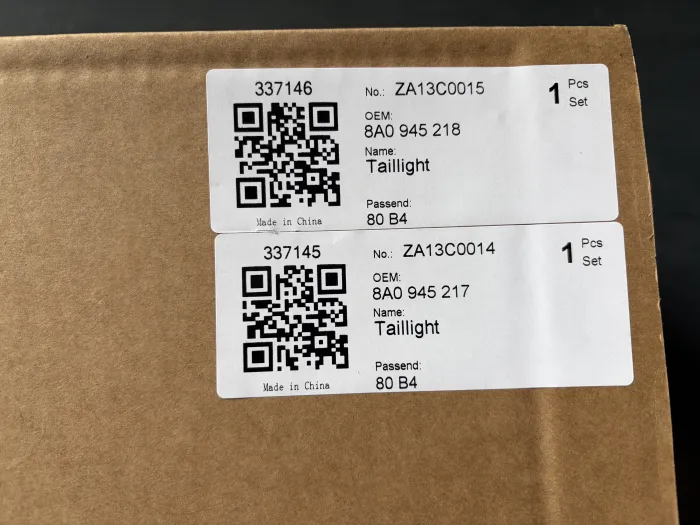 337146
No.: ZA13C0015
1 Pcs
Set
OEM:
8A0 945 218
Name:
Taillight
Passend:
80 B4
Made in China
337145
No.: ZA13C0014
1 Pcs
Set
OEM:
8A0 945 217
Name:
Taillight
Passend:
80 B4
Made in China